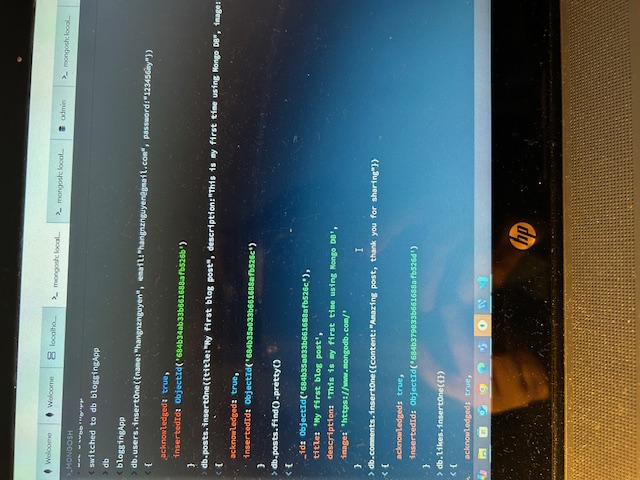 Welcome
Welcome
localho...
>_ mongosh: local...
>_ mongosh: local...
admin
>_ mongosh: local...
>_MONGOSH
use bloggingApp
< switched to db bloggingApp
> db
< bloggingApp
> db.users.insertOne({name:"hangnznguyen", email:"hangnznguyen@gmail.com", password:"123456my"})
< {
acknowledged: true,
insertedId: ObjectId('684b34ab33b661688afb526b')
}
> db.posts.insertOne({title:"My first blog post", description:"This is my first time using Mongo DB", image:
< {
acknowledged: true,
insertedId: ObjectId('684b35a033b661688afb526c')
}
> db.posts.find().pretty()
< {
_id: ObjectId('684b35a033b661688afb526c'),
title: 'My first blog post',
description: 'This is my first time using Mongo DB',
image: 'https://www.mongodb.com/'
}
> db.comments.insertOne({content:"Amazing post, thank you for sharing"})
< {
acknowledged: true,
insertedId: ObjectId('684b379033b661688afb526d')
}
> db.likes.insertOne({})
< {
acknowledged: true,
hp